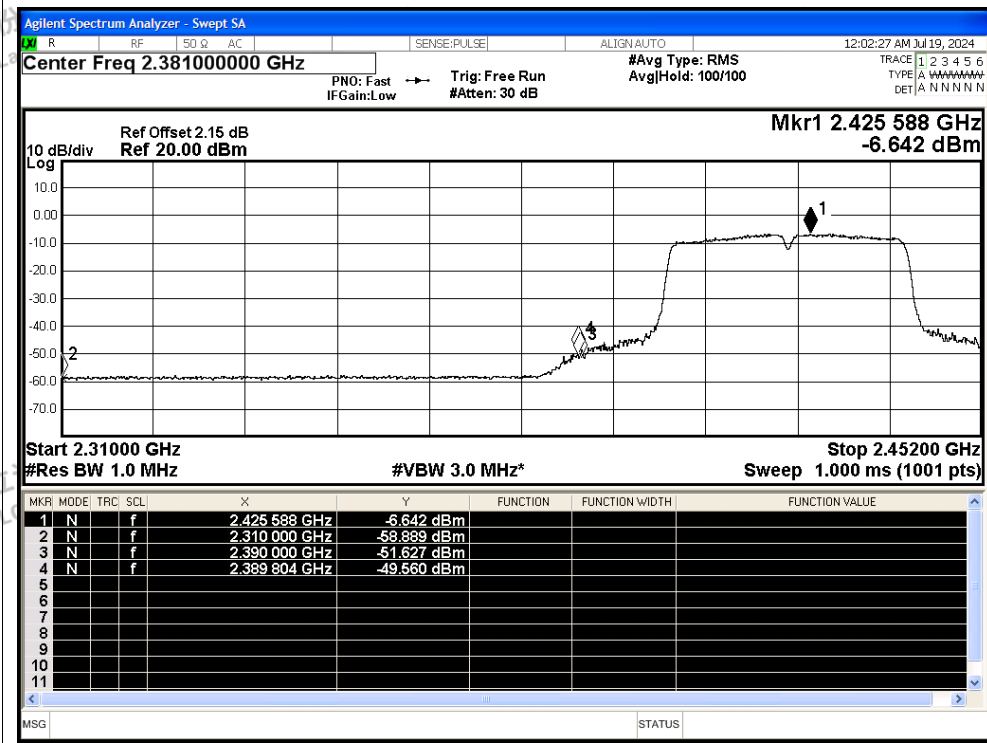 Agilent Spectrum Analyzer - Swept SA
LXI R RF 50 Ω AC SENSE:PULSE ALIGN AUTO 12:02:27 AM Jul 19, 2024
Center Freq 2.381000000 GHz
PNO: Fast
IFGain:Low
Trig: Free Run
#Atten: 30 dB
#Avg Type: RMS
Avg|Hold: 100/100
TRACE 1 2 3 4 5 6
TYPE A WWWWW
DET A N N N N N
Mkr1 2.425 588 GHz
-6.642 dBm
Ref Offset 2.15 dB
10 dB/div Ref 20.00 dBm
Log
10.0
0.00
-10.0
-20.0
-30.0
-40.0
-50.0
-60.0
-70.0
1
2
4
3
Start 2.31000 GHz Stop 2.45200 GHz
#Res BW 1.0 MHz #VBW 3.0 MHz* Sweep 1.000 ms (1001 pts)
MKR MODE TRC SCL X Y FUNCTION FUNCTION WIDTH FUNCTION VALUE
1 N f 2.425 588 GHz -6.642 dBm
2 N f 2.310 000 GHz -58.889 dBm
3 N f 2.390 000 GHz -51.627 dBm
4 N f 2.389 804 GHz -49.560 dBm
5
6
7
8
9
10
11
MSG STATUS